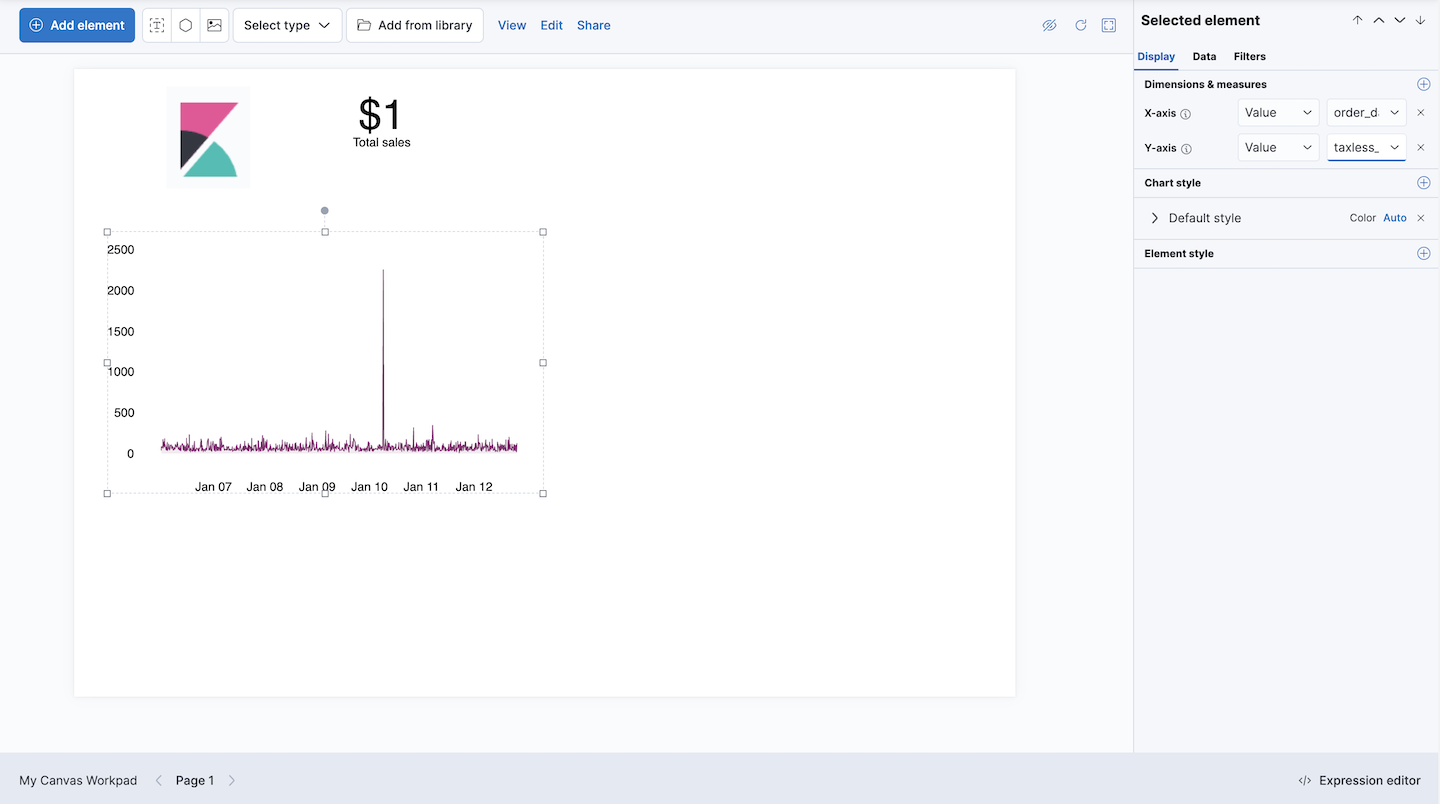 Add element
Select type
Add from library
View
Edit
Share
$1
Total sales
2500
2000
1500
1000
500
0
Jan 07 Jan 08 Jan 09 Jan 10 Jan 11 Jan 12
Selected element
Display Data Filters
Dimensions & measures
X-axis Value order_d
Y-axis Value taxless_
Chart style
Default style Color Auto
Element style
My Canvas Workpad Page 1
Expression editor